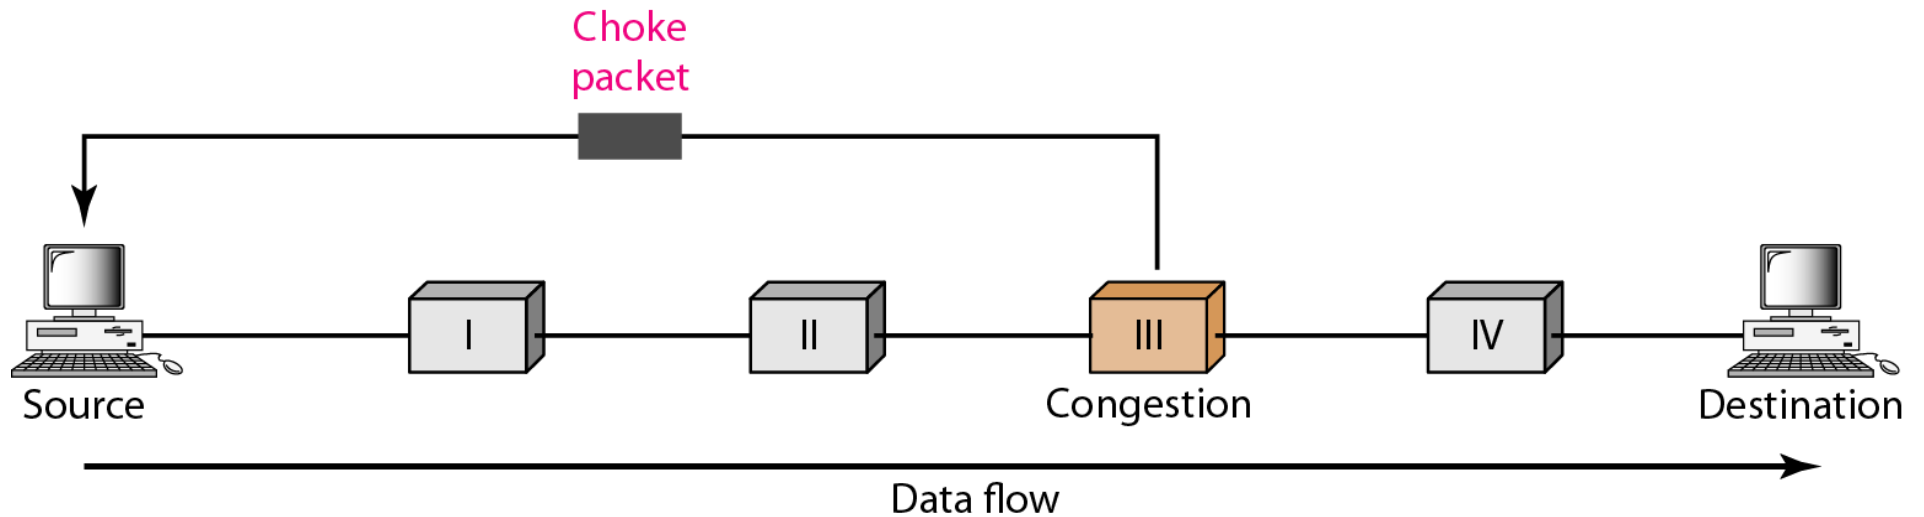 Choke
packet
I
II
III
IV
Source
Congestion
Destination
Data flow